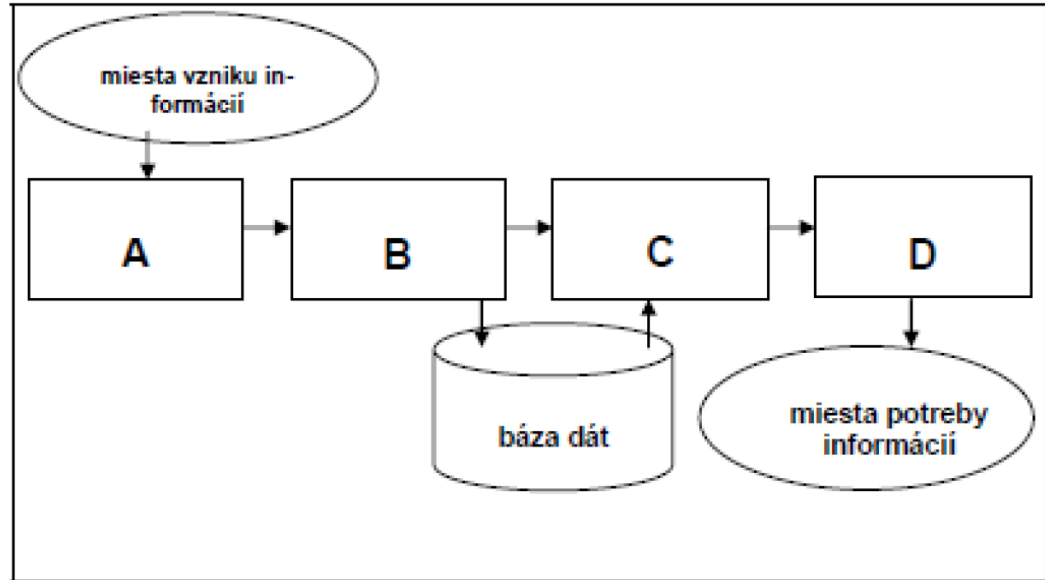 miesta vzniku in-
formácií
A
B
C
D
báza dát
miesta potreby
informácií